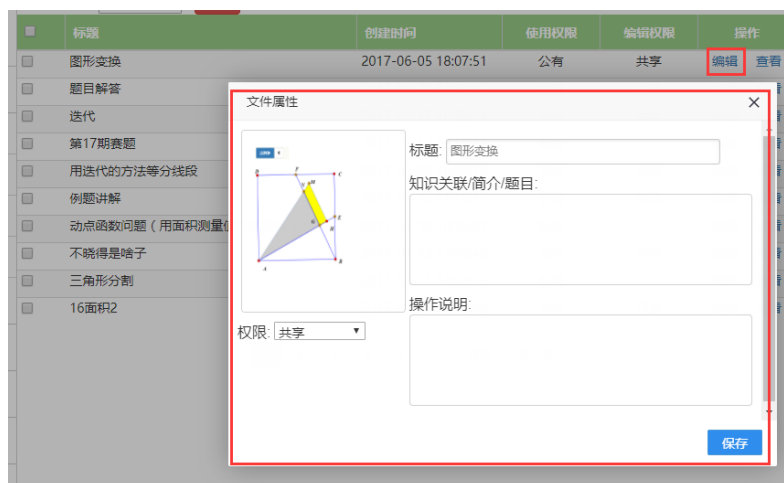 标题 创建时间 使用权限 编辑权限 操作
图形变换 2017-06-05 18:07:51 公有 共享 编辑 查看
题目解答
迭代
第17期赛题
用迭代的方法等分线段
例题讲解
动点函数问题（用面积测量
不晓得是啥子
三角形分割
16面积2
文件属性
标题: 图形变换
知识关联/简介/题目:
操作说明:
权限: 共享
保存